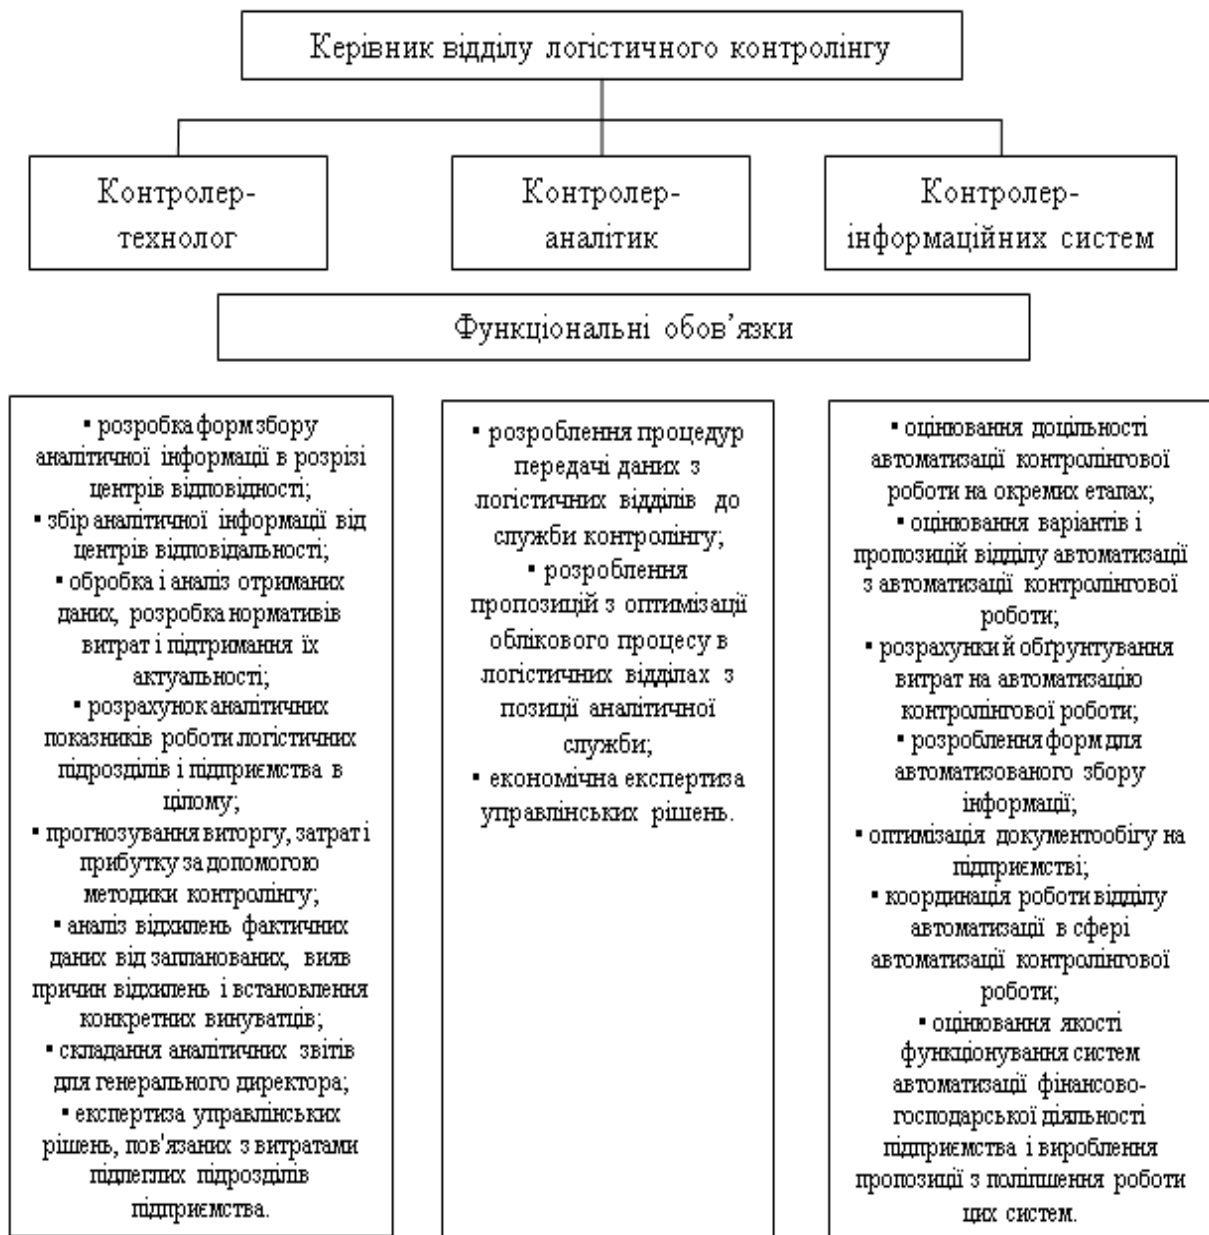 Керівник відділу логістичного контролінгу
Контролер-
технолог
Контролер-
аналітик
Контролер-
інформаційних систем
Функціональні обов’язки
▪ розробка форм збору
аналітичної інформації в розрізі
центрів відповідності;
▪ збір аналітичної інформації від
центрів відповідальності;
▪ обробка і аналіз отриманих
даних, розробка нормативів
витрат і підтримання їх
актуальності;
▪ розрахунок аналітичних
показників роботи логістичних
підрозділів і підприємства в
цілому;
▪ прогнозування виторгу, затрат і
прибутку за допомогою
методики контролінгу;
▪ аналіз відхилень фактичних
даних від запланованих, вияв
причин відхилень і встановлення
конкретних винуватців;
▪ складання аналітичних звітів
для генерального директора;
▪ експертиза управлінських
рішень, пов'язаних з витратами
підлеглих підрозділів
підприємства.
▪ розроблення процедур
передачі даних з
логістичних відділів до
служби контролінгу;
▪ розроблення
пропозицій з оптимізації
облікового процесу в
логістичних відділах з
позиції аналітичної
служби;
▪ економічна експертиза
управлінських рішень.
▪ оцінювання доцільності
автоматизації контролінгової
роботи на окремих етапах;
▪ оцінювання варіантів і
пропозицій відділу автоматизації
з автоматизації контролінгової
роботи;
▪ розрахунки й обґрунтування
витрат на автоматизацію
контролінгової роботи;
▪ розроблення форм для
автоматизованого збору
інформації;
▪ оптимізація документообігу на
підприємстві;
▪ координація роботи відділу
автоматизації в сфері
автоматизації контролінгової
роботи;
▪ оцінювання якості
функціонування систем
автоматизації фінансово-
господарської діяльності
підприємства і вироблення
пропозиції з поліпшення роботи
цих систем.